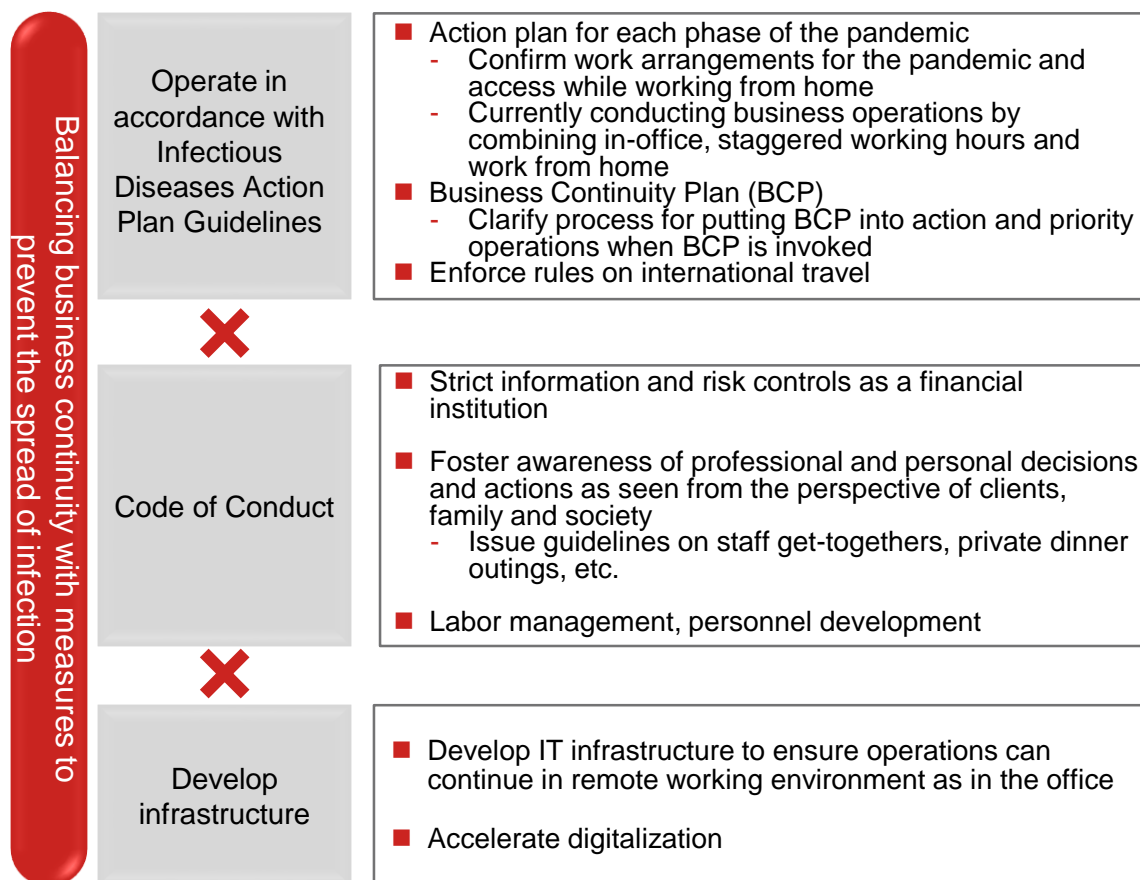 Balancing business continuity with measures to
prevent the spread of infection
Operate in
accordance with
Infectious
Diseases Action
Plan Guidelines
■ Action plan for each phase of the pandemic
- Confirm work arrangements for the pandemic and
access while working from home
- Currently conducting business operations by
combining in-office, staggered working hours and
work from home
■ Business Continuity Plan (BCP)
- Clarify process for putting BCP into action and priority
operations when BCP is invoked
■ Enforce rules on international travel
Code of Conduct
■ Strict information and risk controls as a financial
institution
■ Foster awareness of professional and personal decisions
and actions as seen from the perspective of clients,
family and society
- Issue guidelines on staff get-togethers, private dinner
outings, etc.
■ Labor management, personnel development
Develop
infrastructure
■ Develop IT infrastructure to ensure operations can
continue in remote working environment as in the office
■ Accelerate digitalization